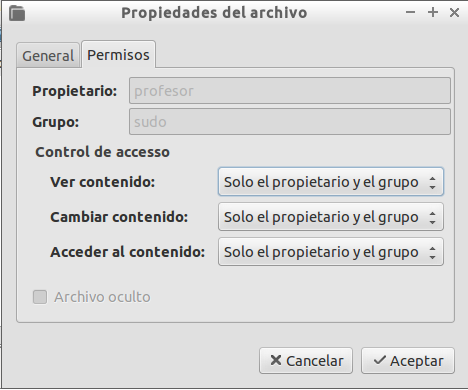 Propiedades del archivo
General Permisos
Propietario: profesor
Grupo: sudo
Control de accesso
Ver contenido: Solo el propietario y el grupo
Cambiar contenido: Solo el propietario y el grupo
Acceder al contenido: Solo el propietario y el grupo
Archivo oculto
Cancelar Aceptar